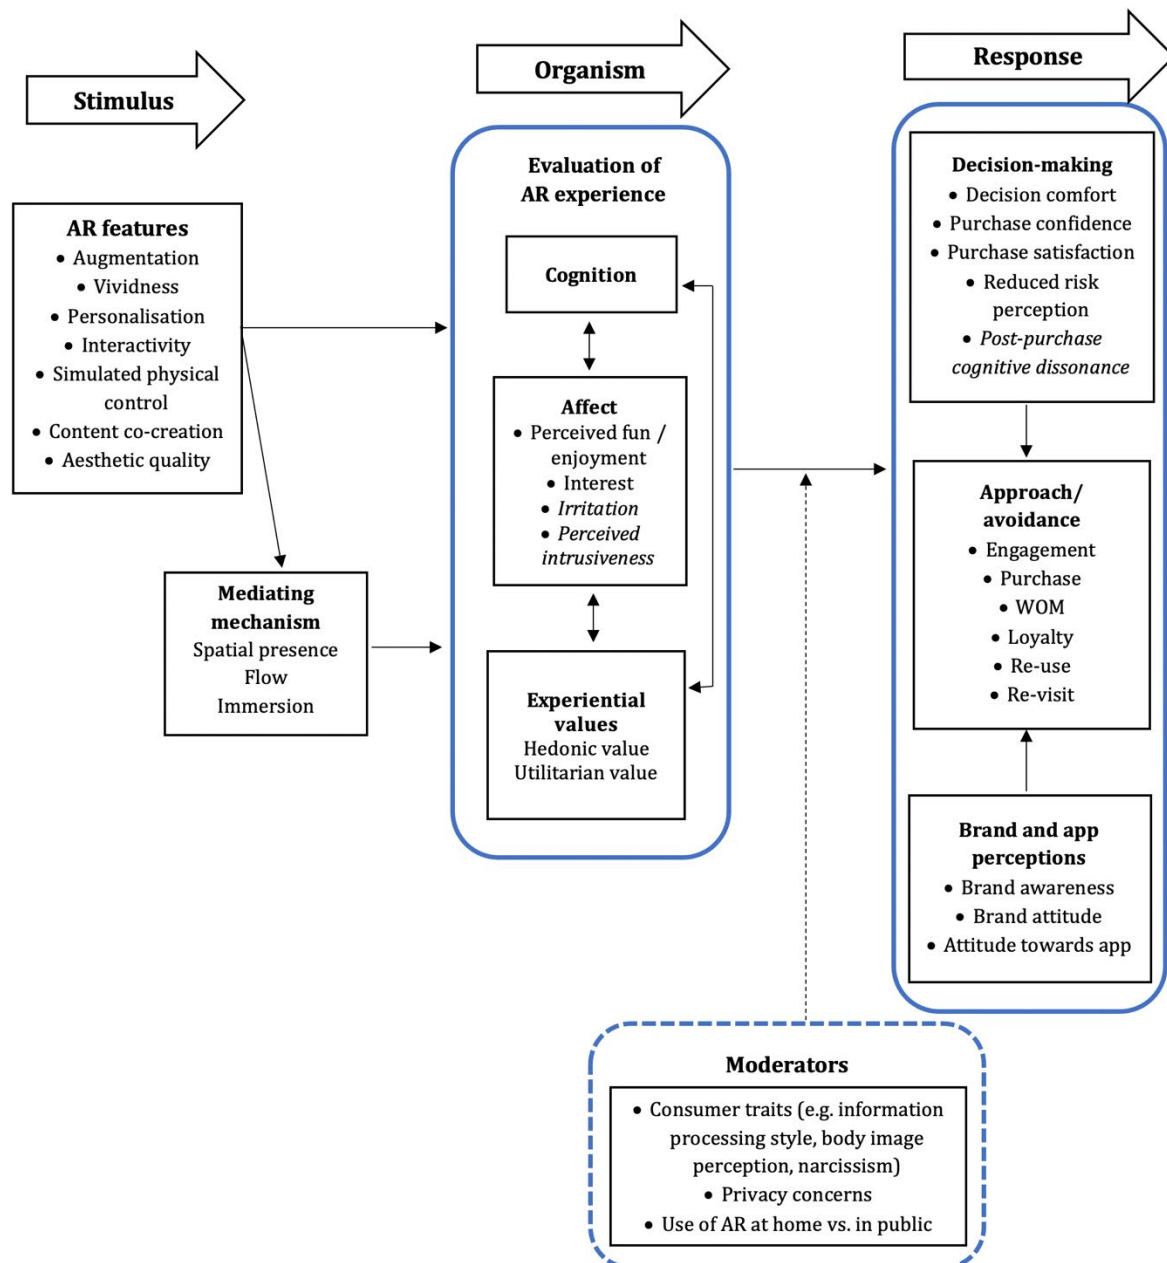 Stimulus
Organism
Response
AR features
• Augmentation
• Vividness
• Personalisation
• Interactivity
• Simulated physical
control
• Content co-creation
• Aesthetic quality
Mediating
mechanism
Spatial presence
Flow
Immersion
Evaluation of
AR experience
Cognition
Affect
• Perceived fun /
enjoyment
• Interest
• Irritation
• Perceived
intrusiveness
Experiential
values
Hedonic value
Utilitarian value
Decision-making
• Decision comfort
• Purchase confidence
• Purchase satisfaction
• Reduced risk
perception
• Post-purchase
cognitive dissonance
Approach/
avoidance
• Engagement
• Purchase
• WOM
• Loyalty
• Re-use
• Re-visit
Brand and app
perceptions
• Brand awareness
• Brand attitude
• Attitude towards app
Moderators
• Consumer traits (e.g. information
processing style, body image
perception, narcissism)
• Privacy concerns
• Use of AR at home vs. in public